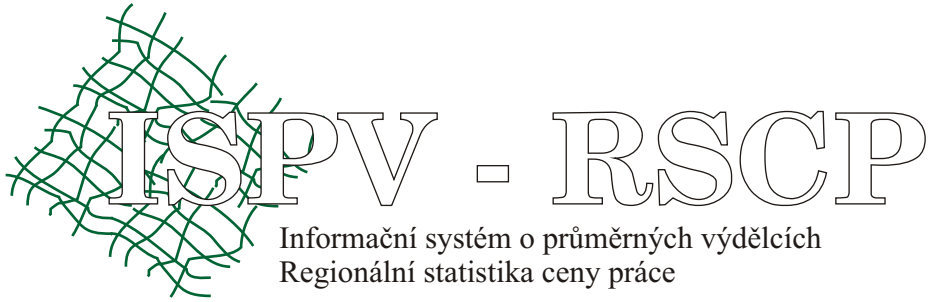 ISPV - RSCP
Informační systém o průměrných výdělcích
Regionální statistika ceny práce